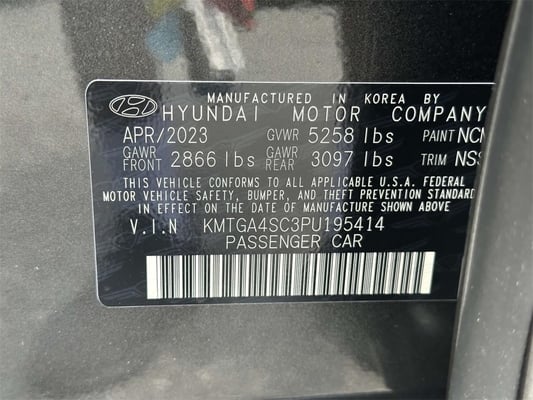 MANUFACTURED IN KOREA BY
HYUNDAI MOTOR COMPANY
APR/2023 GVWR 5258 lbs PAINT NCM
GAWR FRONT 2866 lbs GAWR REAR 3097 lbs TRIM NSS
THIS VEHICLE CONFORMS TO ALL APPLICABLE U.S.A. FEDERAL
MOTOR VEHICLE SAFETY, BUMPER, AND THEFT PREVENTION STANDARD
IN EFFECT ON THE DATE OF MANUFACTURE SHOWN ABOVE
V.I.N KMTGA4SC3PU195414
PASSENGER CAR